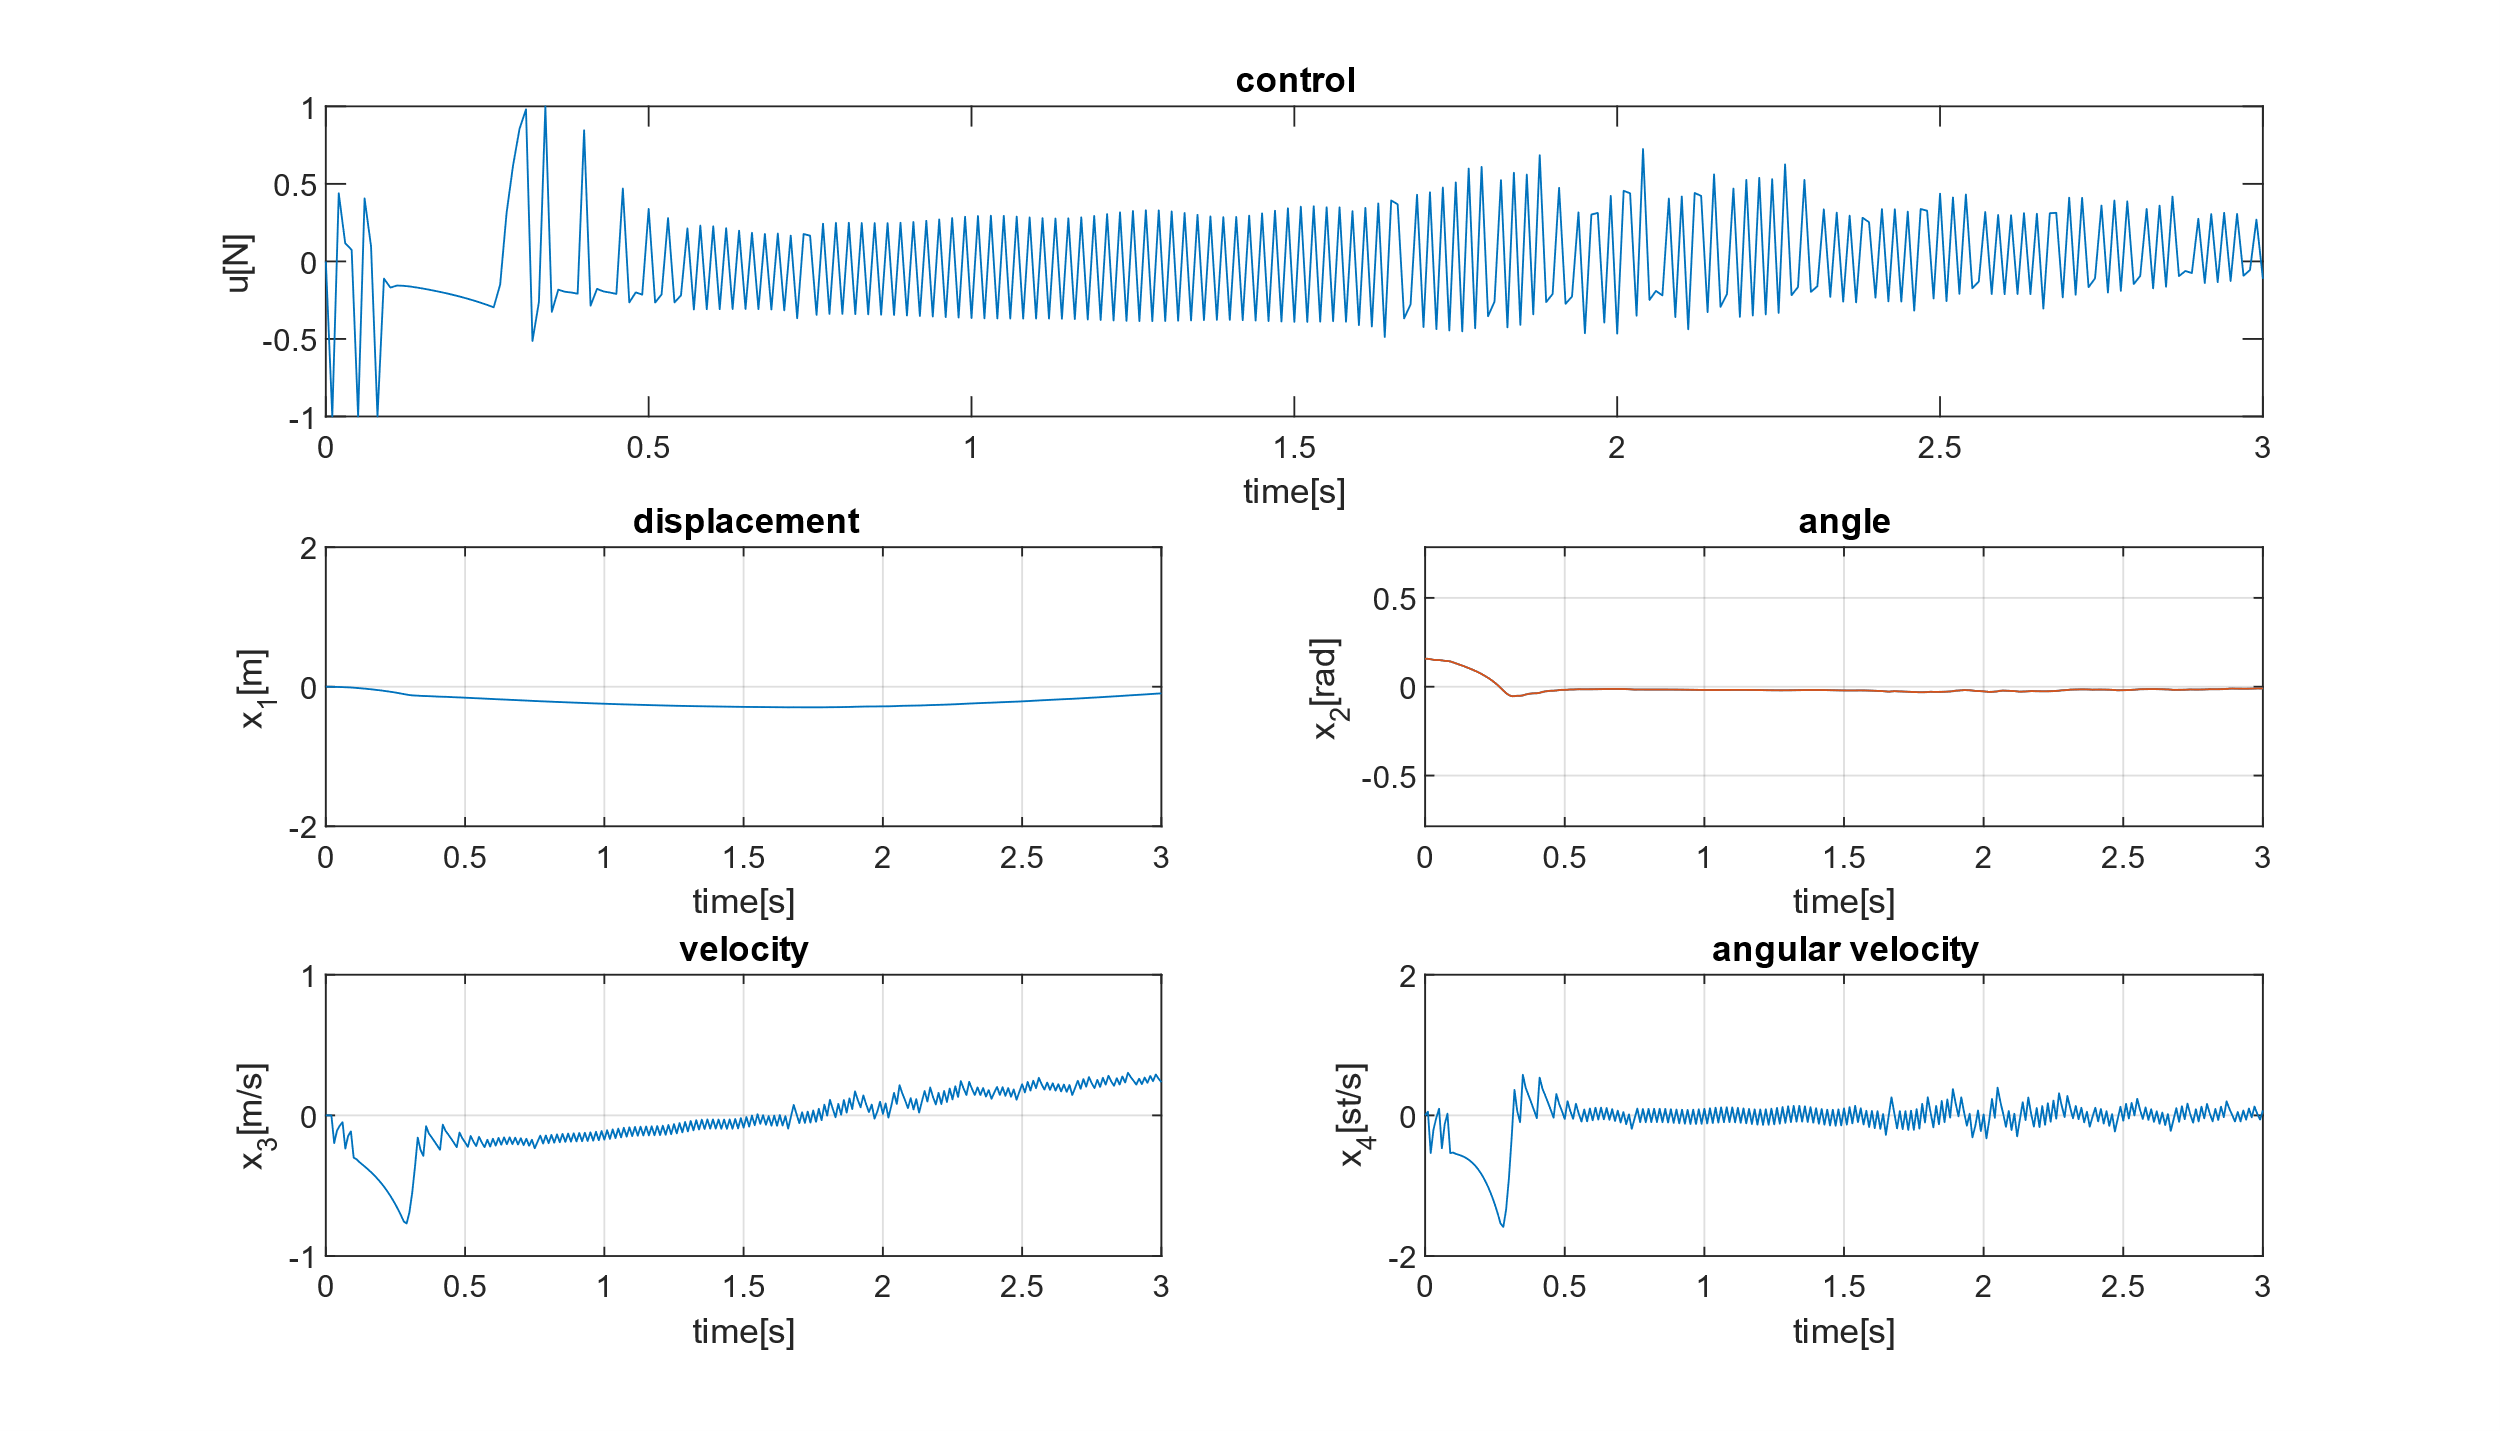 control
1
0.5
0
-0.5
-1
u[N]
0 0.5 1 1.5 2 2.5 3
time[s]
displacement
2
0
-2
x1[m]
0 0.5 1 1.5 2 2.5 3
time[s]
angle
0.5
0
-0.5
x2[rad]
0 0.5 1 1.5 2 2.5 3
time[s]
velocity
1
0
-1
x3[m/s]
0 0.5 1 1.5 2 2.5 3
time[s]
angular velocity
2
0
-2
x4[st/s]
0 0.5 1 1.5 2 2.5 3
time[s]